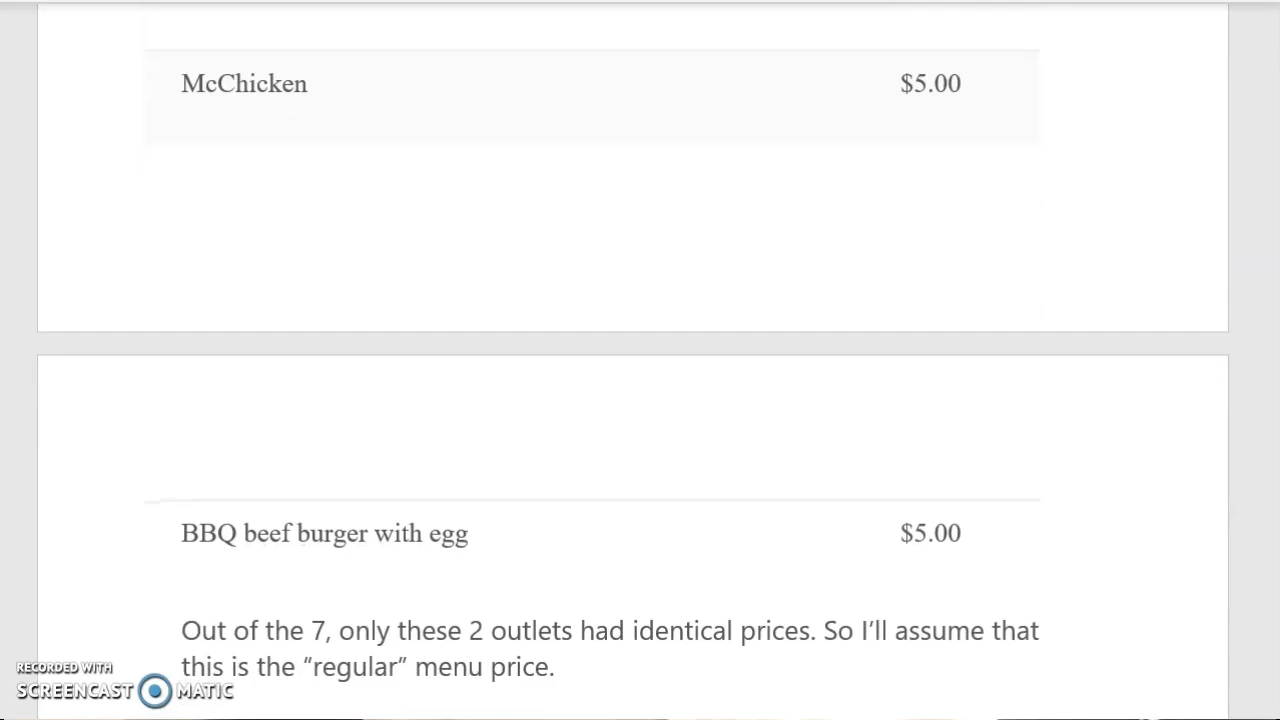 McChicken $5.00
BBQ beef burger with egg $5.00
Out of the 7, only these 2 outlets had identical prices. So I’ll assume that
this is the “regular” menu price.
RECORDED WITH
SCREENCAST MATIC